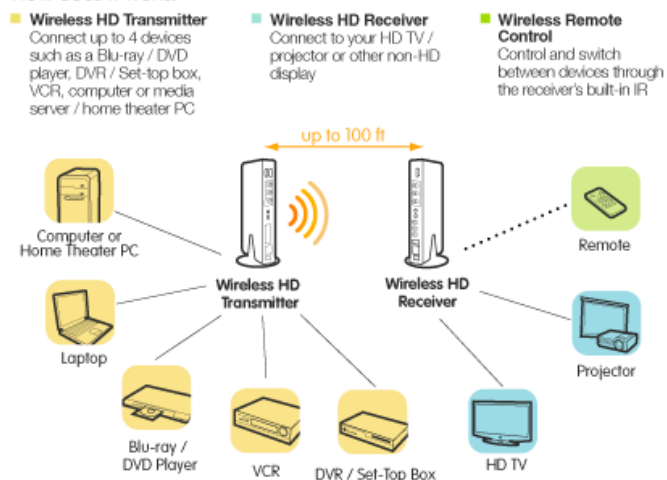 Wireless HD Transmitter
Connect up to 4 devices
such as a Blu-ray / DVD
player, DVR / Set-top box,
VCR, computer or media
server / home theater PC
Wireless HD Receiver
Connect to your HD TV /
projector or other non-HD
display
Wireless Remote
Control
Control and switch
between devices through
the receiver's built-in IR
up to 100 ft
Computer or
Home Theater PC
Wireless HD
Transmitter
Wireless HD
Receiver
Remote
Laptop
Projector
Blu-ray /
DVD Player
VCR
DVR / Set-Top Box
HD TV